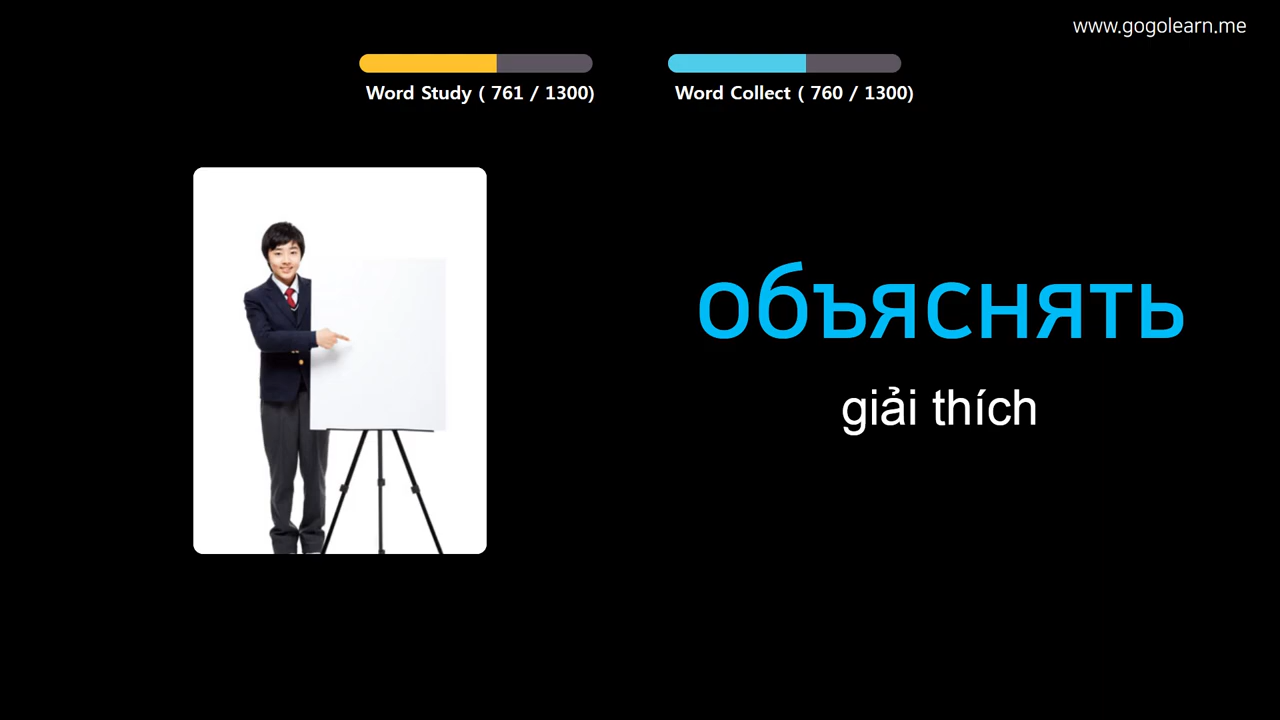 www.gogolearn.me
Word Study ( 761 / 1300)
Word Collect ( 760 / 1300)
объяснять
giải thích